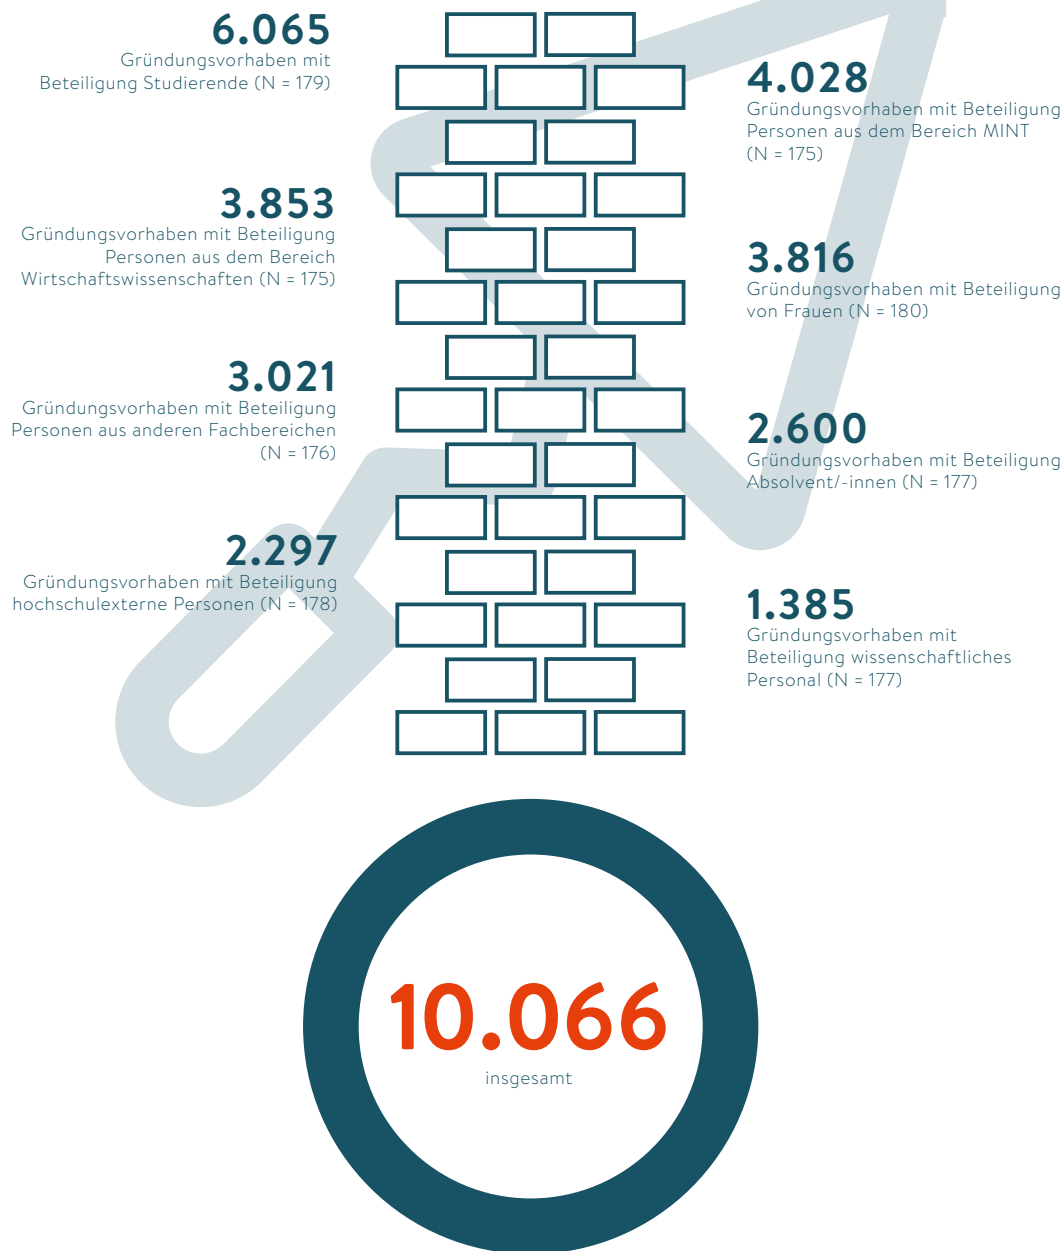 6.065
Gründungsvorhaben mit
Beteiligung Studierende (N = 179)
4.028
Gründungsvorhaben mit Beteiligung
Personen aus dem Bereich MINT
(N = 175)
3.853
Gründungsvorhaben mit Beteiligung
Personen aus dem Bereich
Wirtschaftswissenschaften (N = 175)
3.816
Gründungsvorhaben mit Beteiligung
von Frauen (N = 180)
3.021
Gründungsvorhaben mit Beteiligung
Personen aus anderen Fachbereichen
(N = 176)
2.600
Gründungsvorhaben mit Beteiligung
Absolvent/-innen (N = 177)
2.297
Gründungsvorhaben mit Beteiligung
hochschulexterne Personen (N = 178)
1.385
Gründungsvorhaben mit
Beteiligung wissenschaftliches
Personal (N = 177)
10.066
insgesamt